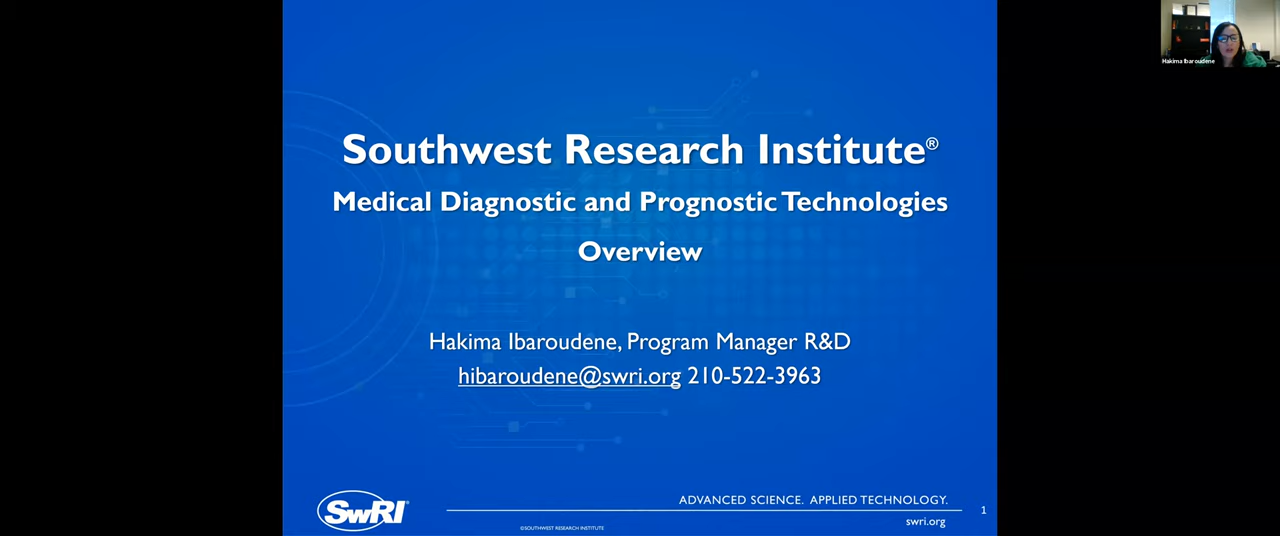 Hakima Ibaroudene
Southwest Research Institute®
Medical Diagnostic and Prognostic Technologies
Overview
Hakima Ibaroudene, Program Manager R&D
hibaroudene@swri.org 210-522-3963
SwRI®
ADVANCED SCIENCE. APPLIED TECHNOLOGY.
1
©SOUTHWEST RESEARCH INSTITUTE
swri.org